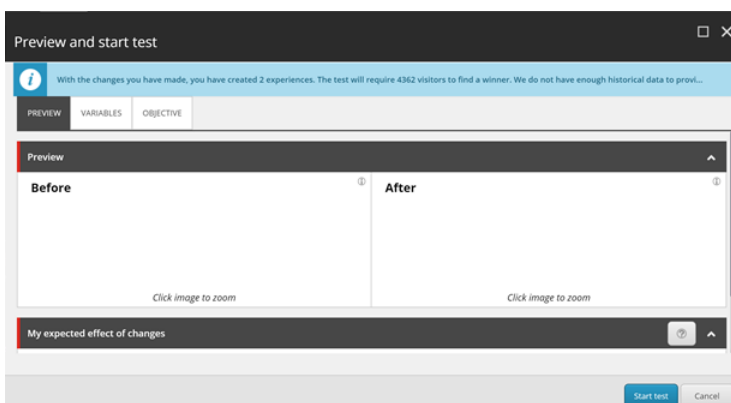 Preview and start test
With the changes you have made, you have created 2 experiences. The test will require 4362 visitors to find a winner. We do not have enough historical data to provi...
PREVIEW VARIABLES OBJECTIVE
Preview
Before After
Click image to zoom Click image to zoom
My expected effect of changes
Start test Cancel